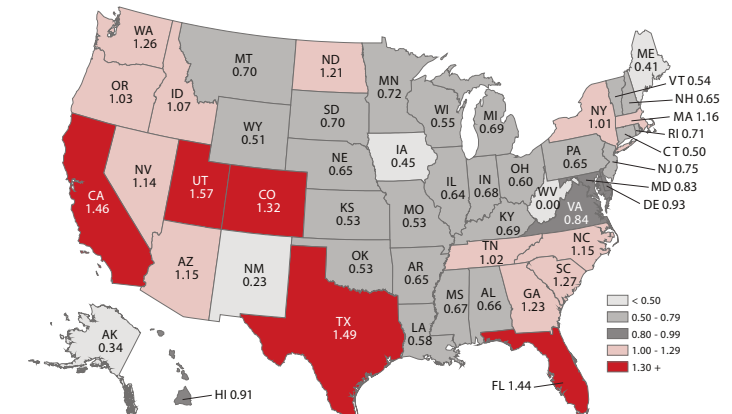 WA
1.26
OR
1.03
ID
1.07
MT
0.70
ND
1.21
MN
0.72
SD
0.70
WY
0.51
NE
0.65
IA
0.45
WI
0.55
MI
0.69
ME
0.41
VT 0.54
NH 0.65
NY
1.01
MA 1.16
RI 0.71
CT 0.50
PA
0.65
NJ 0.75
MD 0.83
DE 0.93
CA
1.46
NV
1.14
UT
1.57
CO
1.32
KS
0.53
MO
0.53
IL
0.64
IN
0.68
OH
0.60
WV
0.00
VA
0.84
KY
0.69
TN
1.02
NC
1.15
SC
1.27
AZ
1.15
NM
0.23
OK
0.53
AR
0.65
MS
0.67
AL
0.66
GA
1.23
TX
1.49
LA
0.58
FL 1.44
AK
0.34
HI 0.91
< 0.50
0.50 - 0.79
0.80 - 0.99
1.00 - 1.29
1.30 +